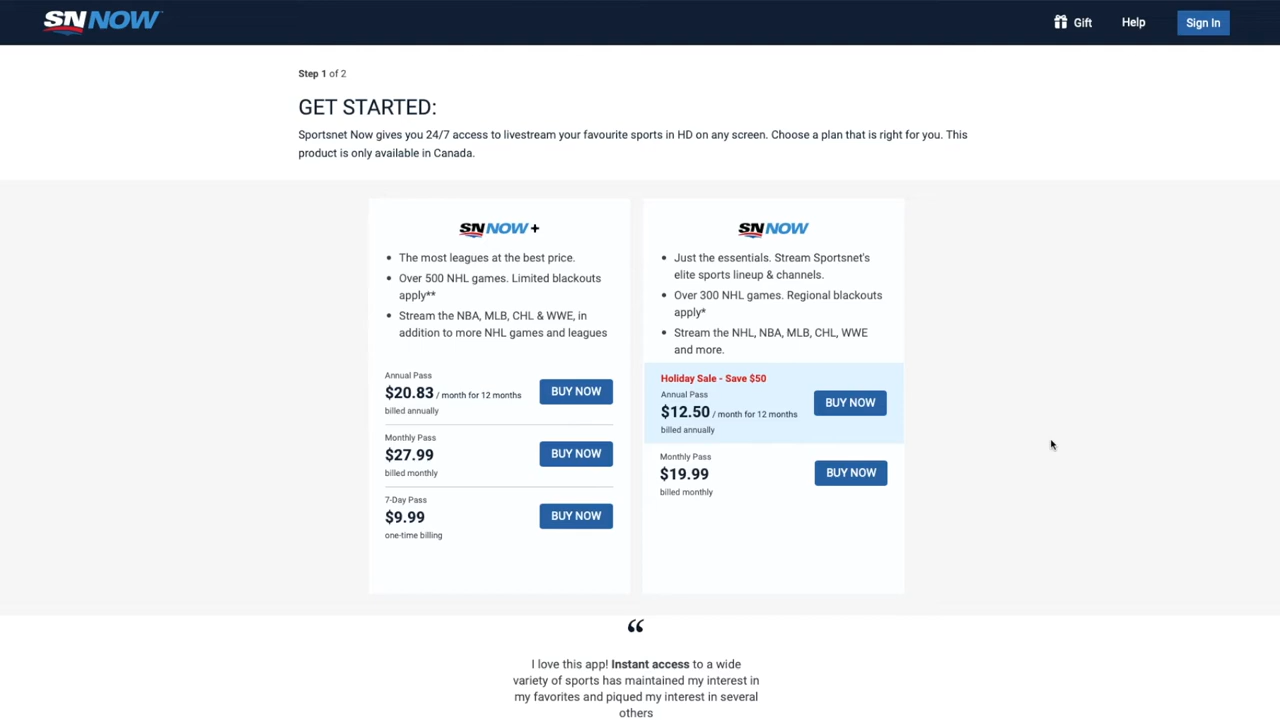 SN NOW
Gift
Help
Sign In
Step 1 of 2
GET STARTED:
Sportsnet Now gives you 24/7 access to livestream your favourite sports in HD on any screen. Choose a plan that is right for you. This
product is only available in Canada.
SN NOW +
• The most leagues at the best price.
• Over 500 NHL games. Limited blackouts
apply**
• Stream the NBA, MLB, CHL & WWE, in
addition to more NHL games and leagues
Annual Pass
$20.83 / month for 12 months
billed annually
BUY NOW
Monthly Pass
$27.99
billed monthly
BUY NOW
7-Day Pass
$9.99
one-time billing
BUY NOW
SN NOW
• Just the essentials. Stream Sportsnet's
elite sports lineup & channels.
• Over 300 NHL games. Regional blackouts
apply*
• Stream the NHL, NBA, MLB, CHL, WWE
and more.
Holiday Sale - Save $50
Annual Pass
$12.50 / month for 12 months
billed annually
BUY NOW
Monthly Pass
$19.99
billed monthly
BUY NOW
“
I love this app! Instant access to a wide
variety of sports has maintained my interest in
my favorites and piqued my interest in several
others